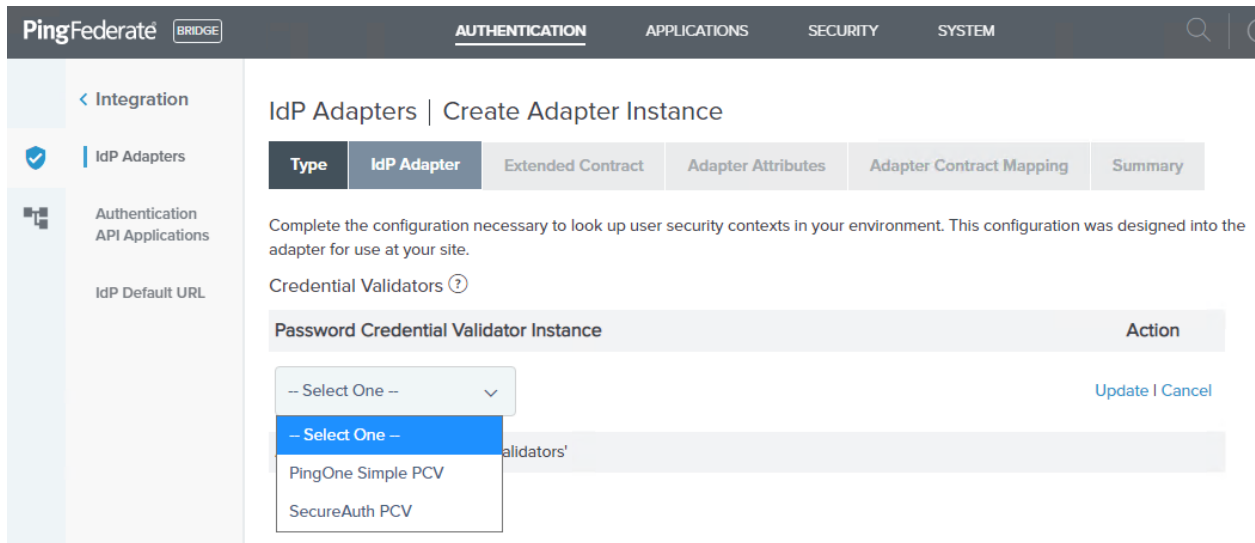 PingFederate BRIDGE AUTHENTICATION APPLICATIONS SECURITY SYSTEM
< Integration
IdP Adapters
Authentication
API Applications
IdP Default URL
IdP Adapters | Create Adapter Instance
Type IdP Adapter Extended Contract Adapter Attributes Adapter Contract Mapping Summary
Complete the configuration necessary to look up user security contexts in your environment. This configuration was designed into the
adapter for use at your site.
Credential Validators ?
Password Credential Validator Instance Action
-- Select One -- Update | Cancel
-- Select One --
alidators'
PingOne Simple PCV
SecureAuth PCV